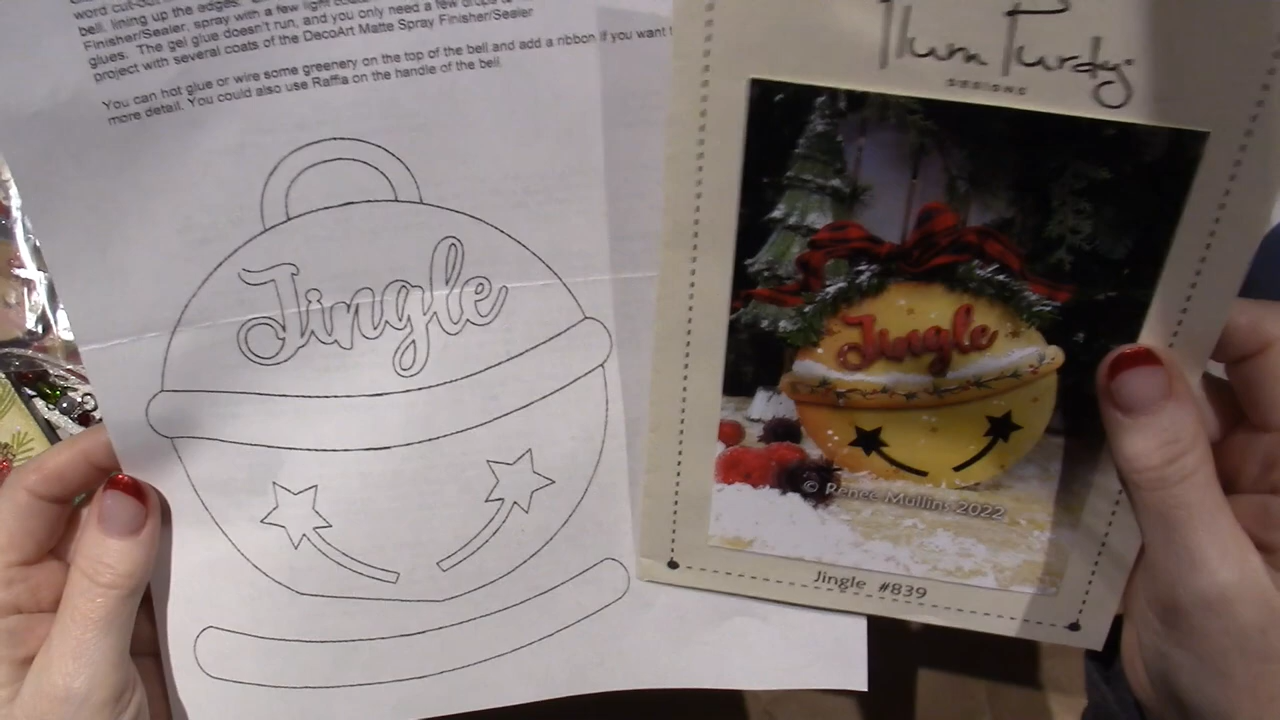 word cut-out
bell, lining up the edges.
Finisher/Sealer, spray with a few light
glues. The gel glue doesn't run, and you only need a few drops
project with several coats of the DecoArt Matte Spray Finisher/Sealer
You can hot glue or wire some greenery on the top of the bell and add a ribbon if you want t
more detail. You could also use Raffia on the handle of the bell.
Jingle
Plum Purdy
DESIGNS
Jingle
© Renee Mullins 2022
Jingle #839